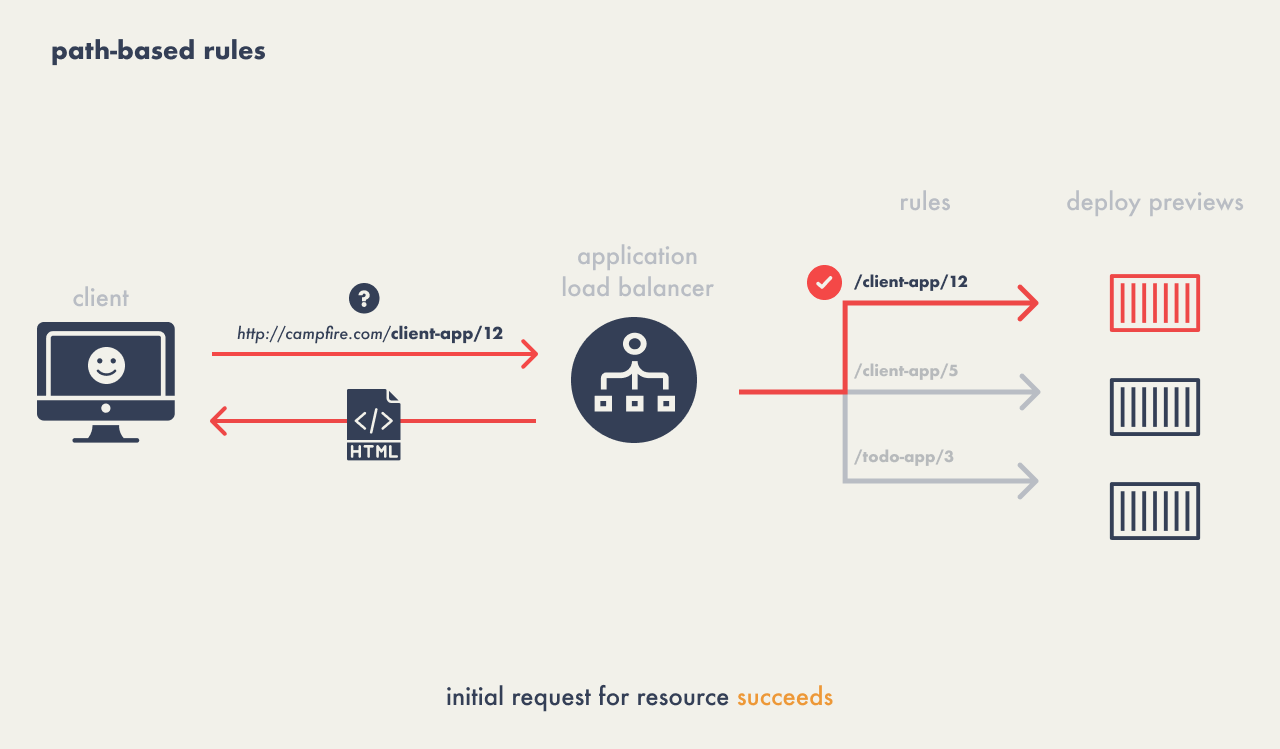 path-based rules
rules
deploy previews
application
load balancer
client
?
http://campfire.com/client-app/12
</>
HTML
/client-app/12
/client-app/5
/todo-app/3
initial request for resource succeeds